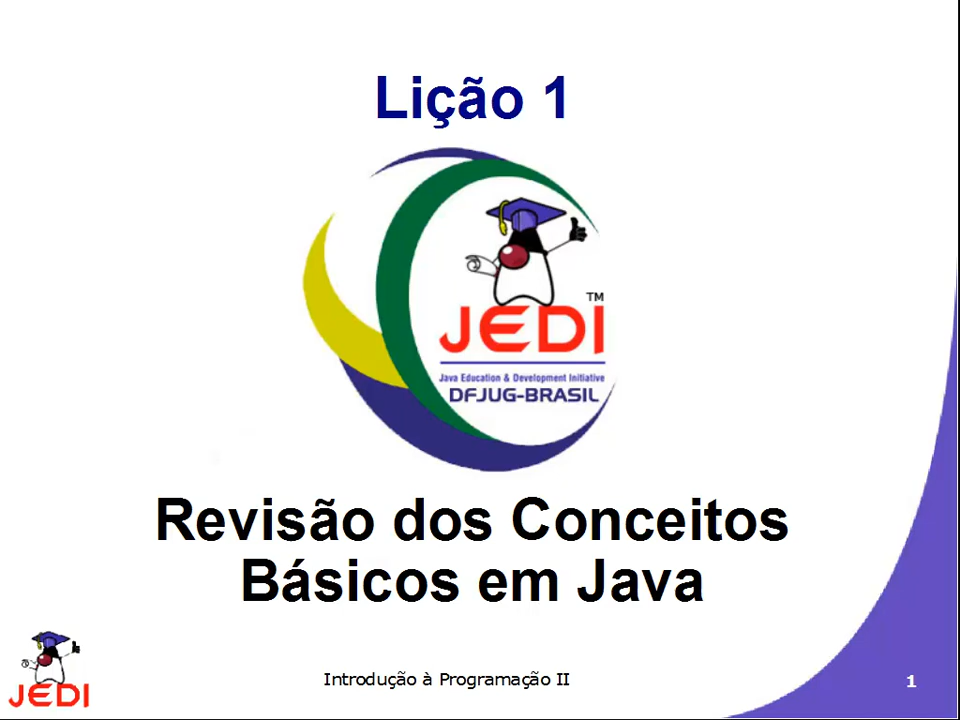 Lição 1
TM
JEDI
Java Education & Development Initiative
DFJUG-BRASIL
Revisão dos Conceitos
Básicos em Java
JEDI
Introdução à Programação II
1